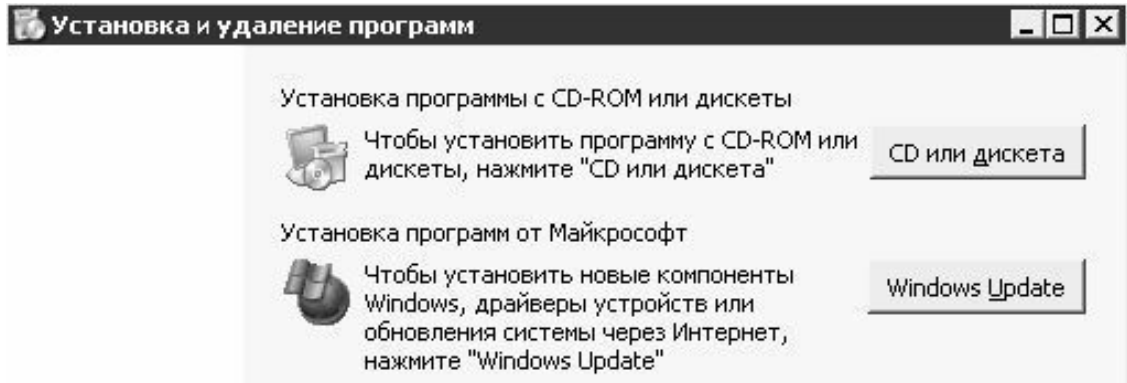 Установка и удаление программ
Установка программы с CD-ROM или дискеты
Чтобы установить программу с CD-ROM или
дискеты, нажмите "CD или дискета"
CD или дискета
Установка программ от Майкрософт
Чтобы установить новые компоненты
Windows, драйверы устройств или
обновления системы через Интернет,
нажмите "Windows Update"
Windows Update